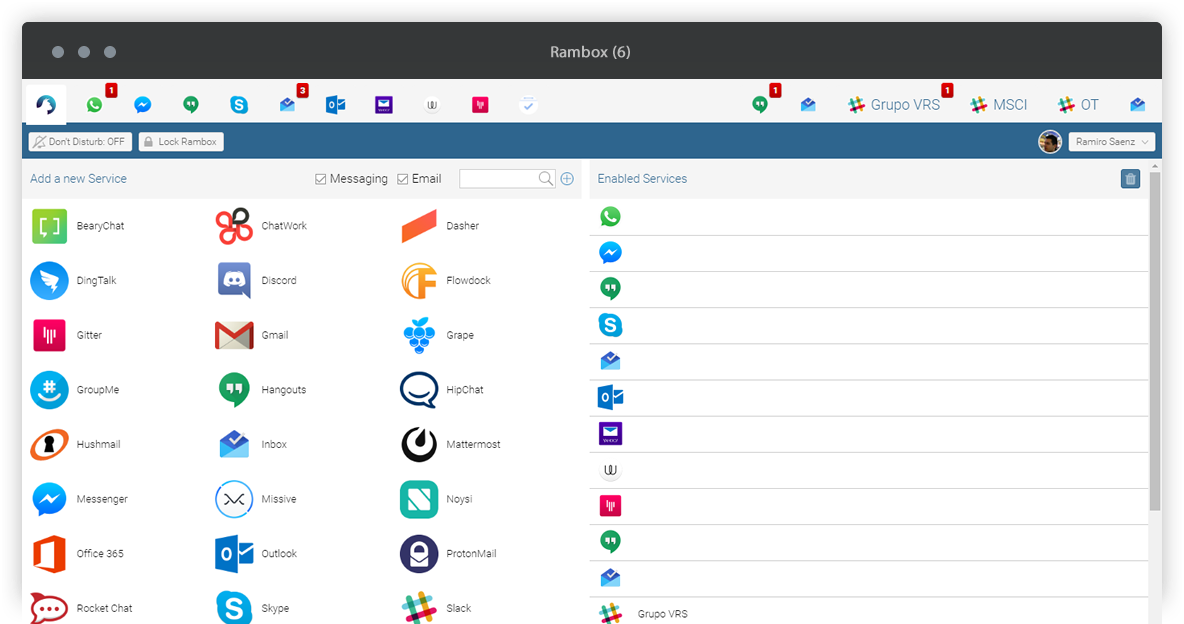 Rambox (6)
1 3 1 1
Grupo VRS MSCI OT
Don't Disturb: OFF Lock Rambox Ramiro Saenz
Add a new Service Messaging Email Enabled Services
BearyChat ChatWork Dasher
DingTalk Discord Flowdock
Gitter Gmail Grape
GroupMe Hangouts HipChat
Hushmail Inbox Mattermost
Messenger Missive Noysi
Office 365 Outlook ProtonMail
Rocket Chat Skype Slack
Grupo VRS